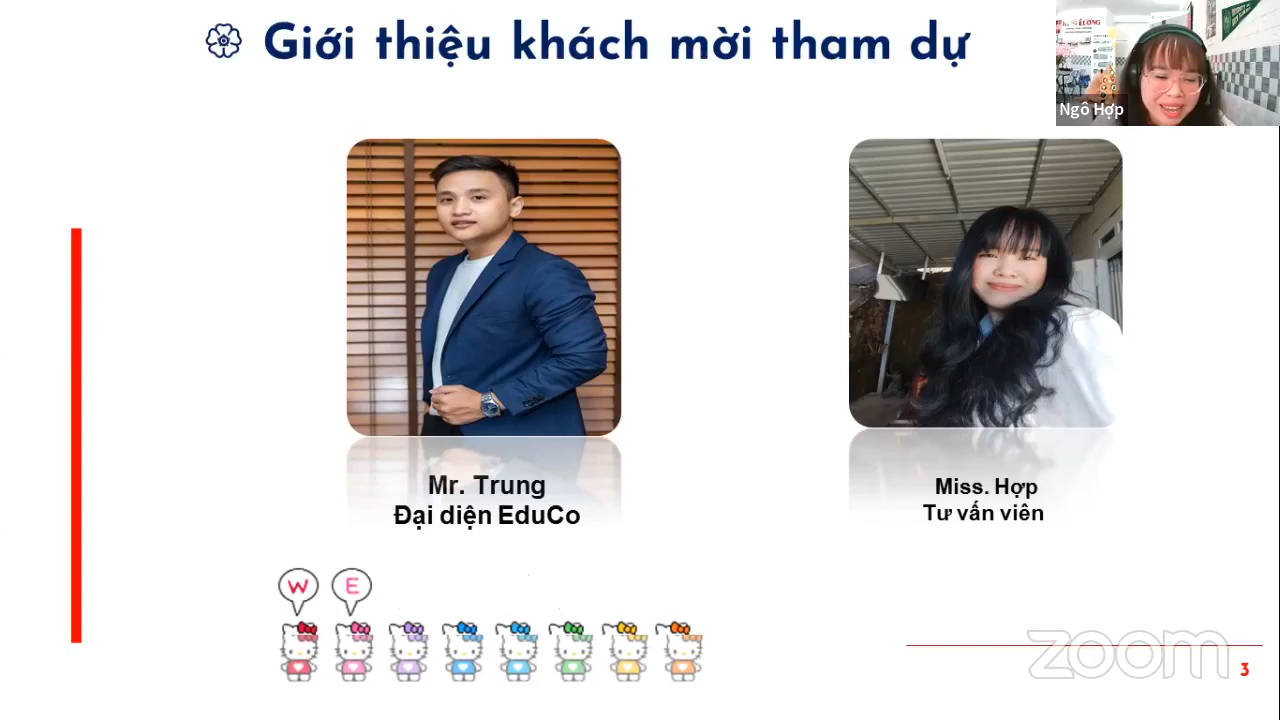 Giới thiệu khách mời tham dự
Ngô Hợp
Mr. Trung
Đại diện EduCo
Miss. Hợp
Tư vấn viên
W E
zoom
3